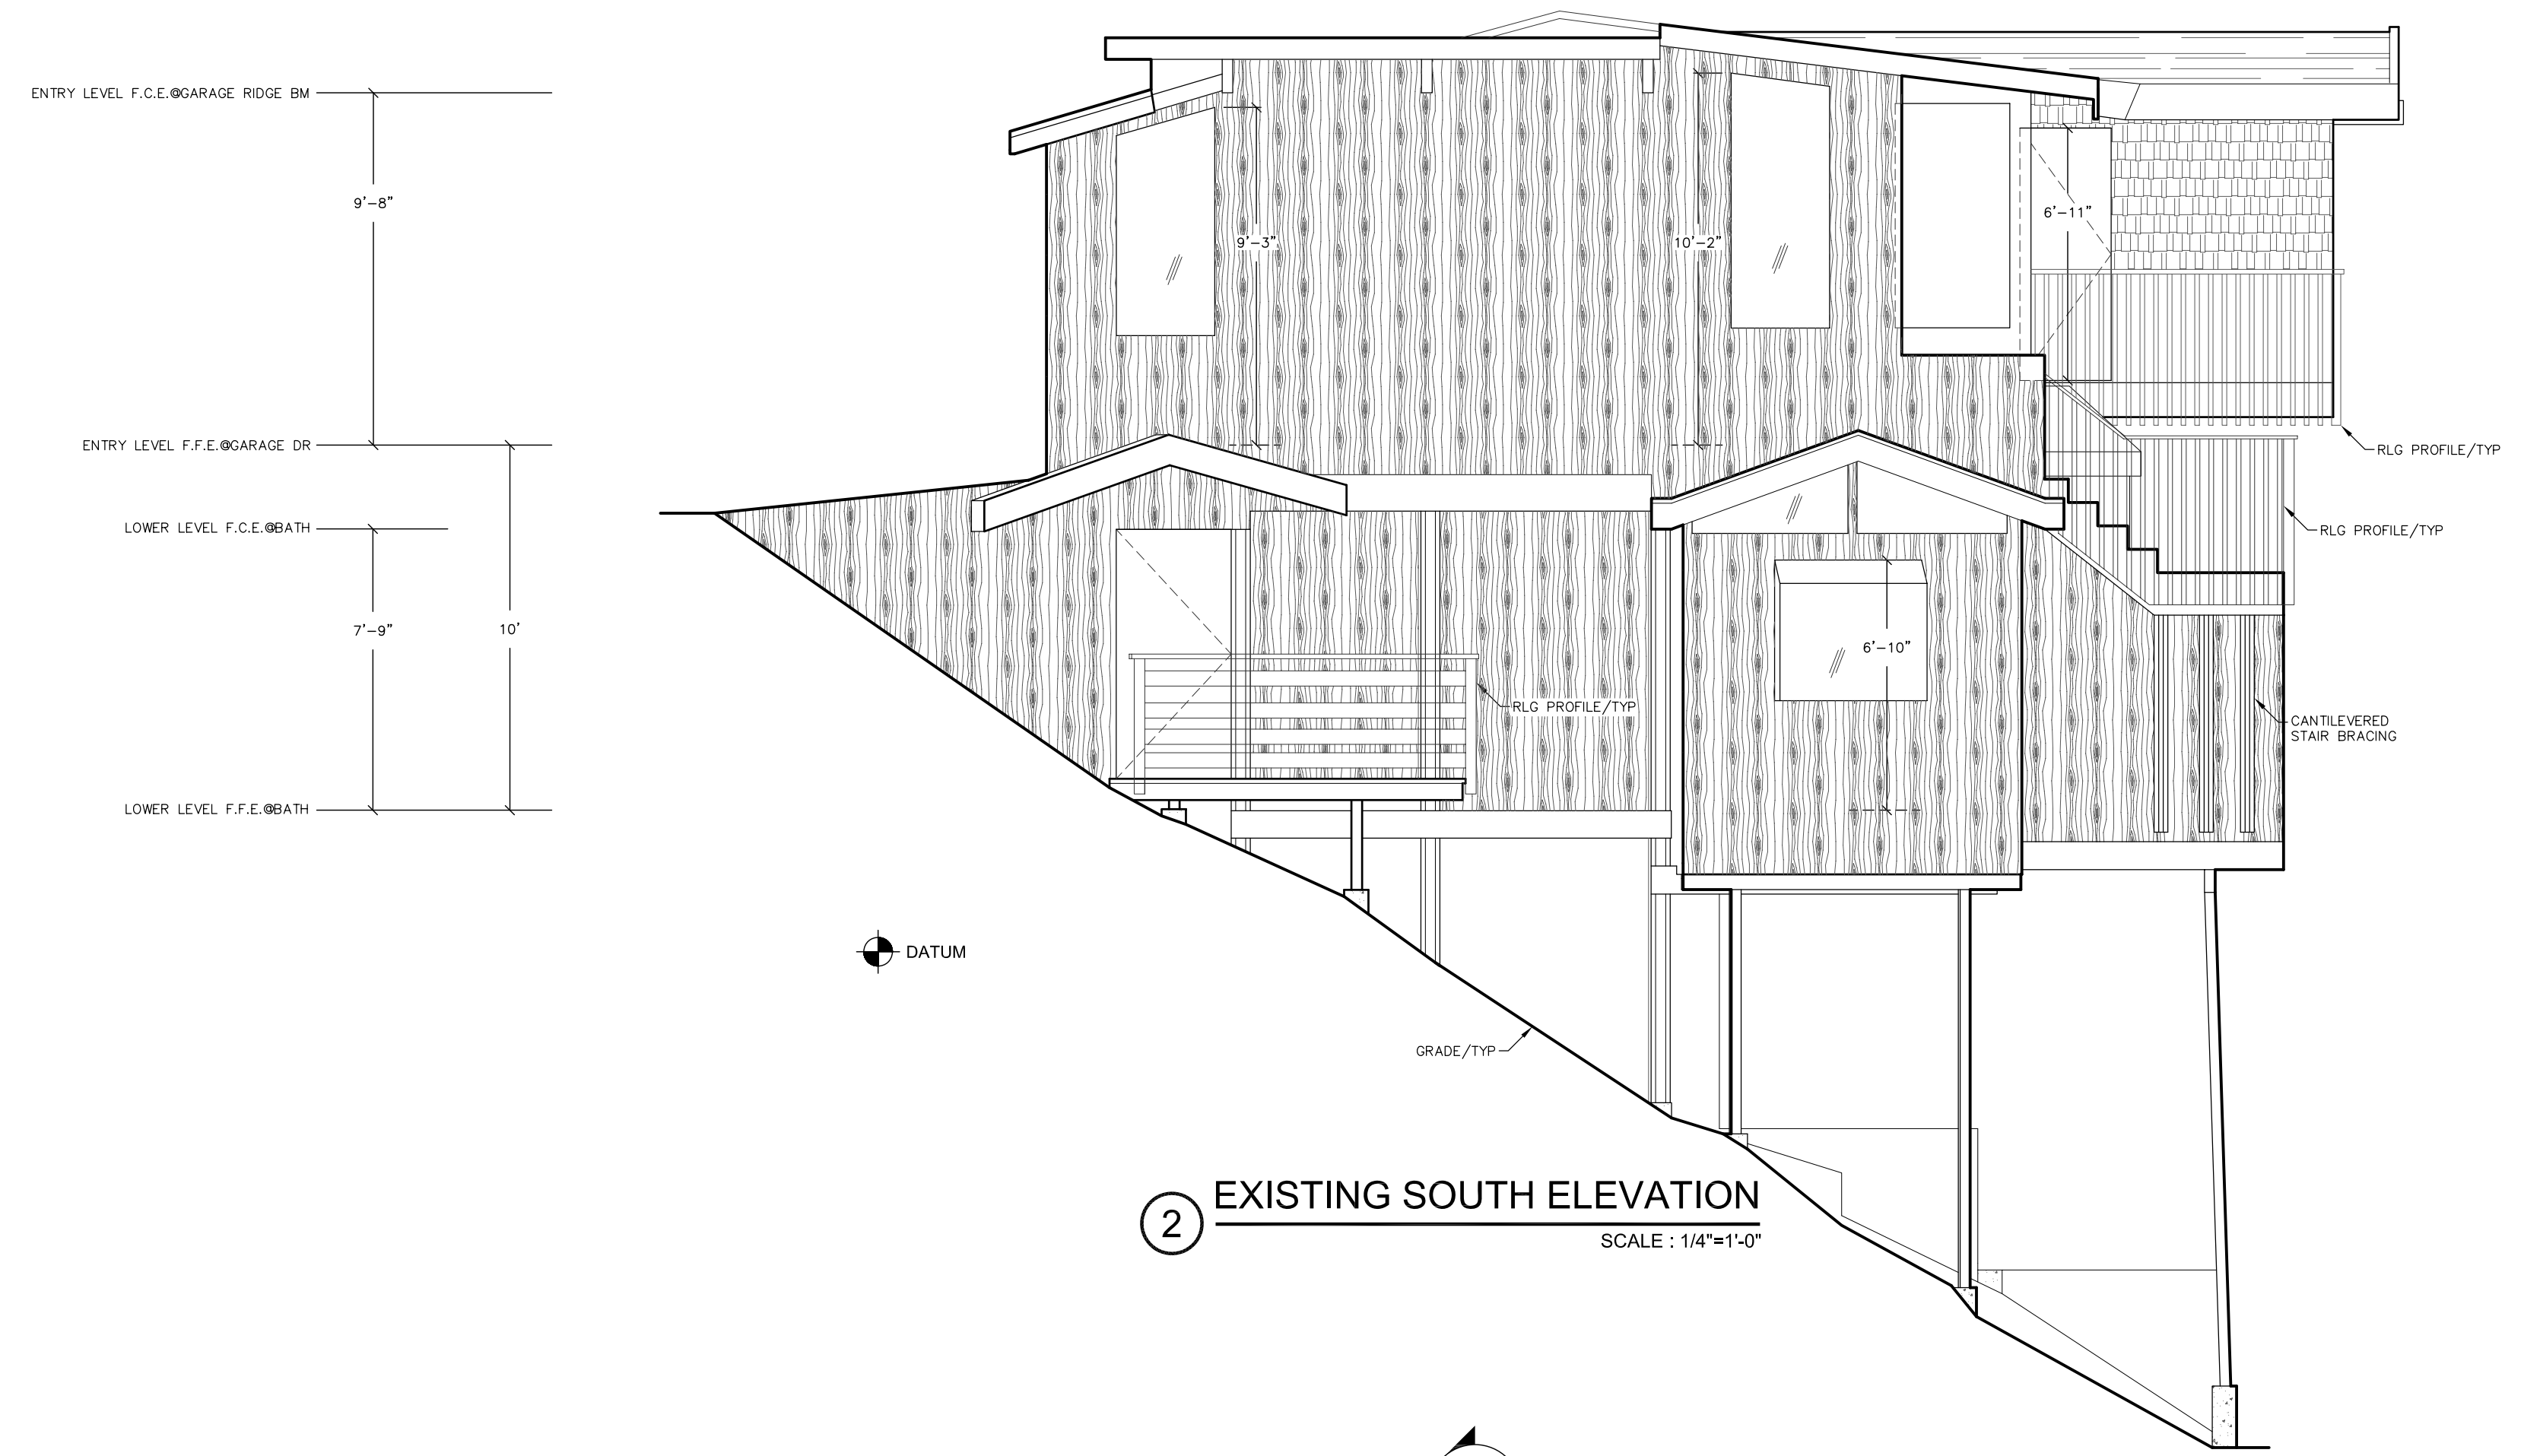 ENTRY LEVEL F.C.E.@GARAGE RIDGE BM
9'-8"
9'-3"
10'-2"
6'-11"
ENTRY LEVEL F.F.E.@GARAGE DR
RLG PROFILE/TYP
LOWER LEVEL F.C.E.@BATH
RLG PROFILE/TYP
7'-9"
10'
6'-10"
RLG PROFILE/TYP
CANTILEVERED
STAIR BRACING
LOWER LEVEL F.F.E.@BATH
DATUM
GRADE/TYP
2
EXISTING SOUTH ELEVATION
SCALE : 1/4"=1'-0"